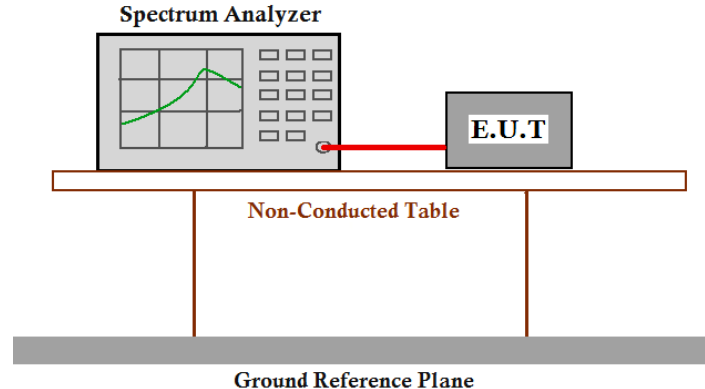 Spectrum Analyzer
E.U.T
Non-Conducted Table
Ground Reference Plane